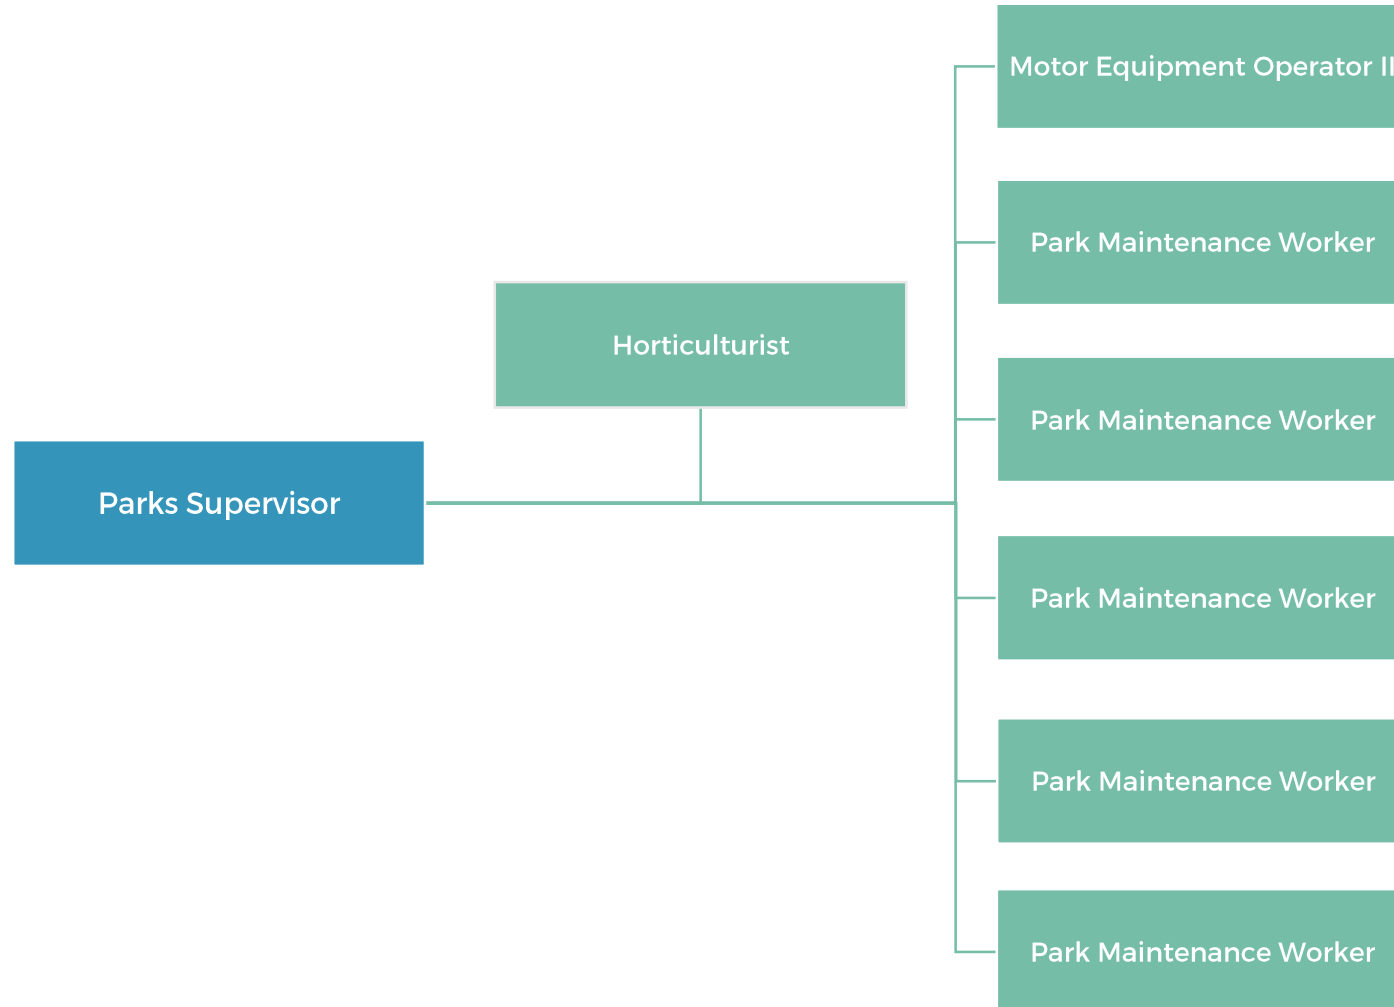 Motor Equipment Operator II
Park Maintenance Worker
Horticulturist
Park Maintenance Worker
Parks Supervisor
Park Maintenance Worker
Park Maintenance Worker
Park Maintenance Worker